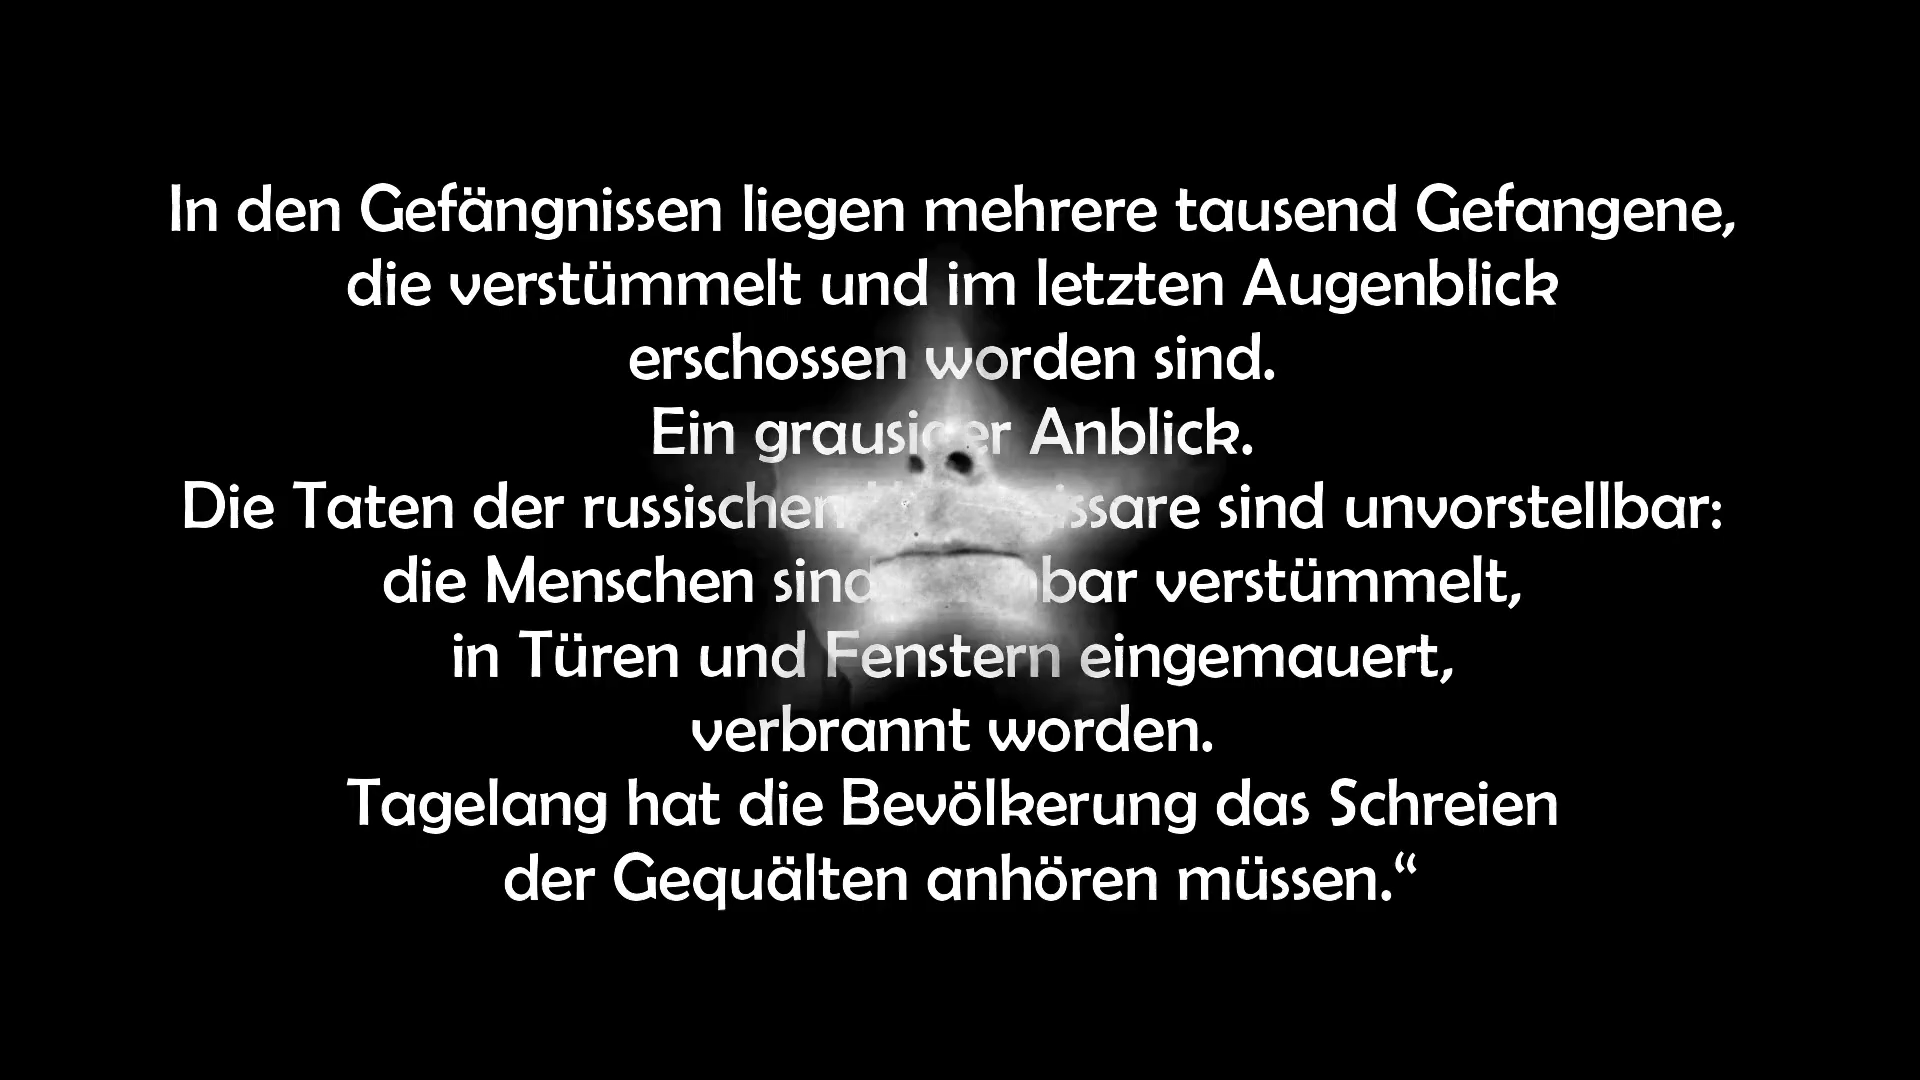 In den Gefängnissen liegen mehrere tausend Gefangene,
die verstümmelt und im letzten Augenblick
erschossen worden sind.
Ein grausiger Anblick.
Die Taten der russischen sind unvorstellbar:
die Menschen sind verstümmelt,
in Türen und Fenstern eingemauert,
verbrannt worden.
Tagelang hat die Bevölkerung das Schreien
der Gequälten anhören müssen.“